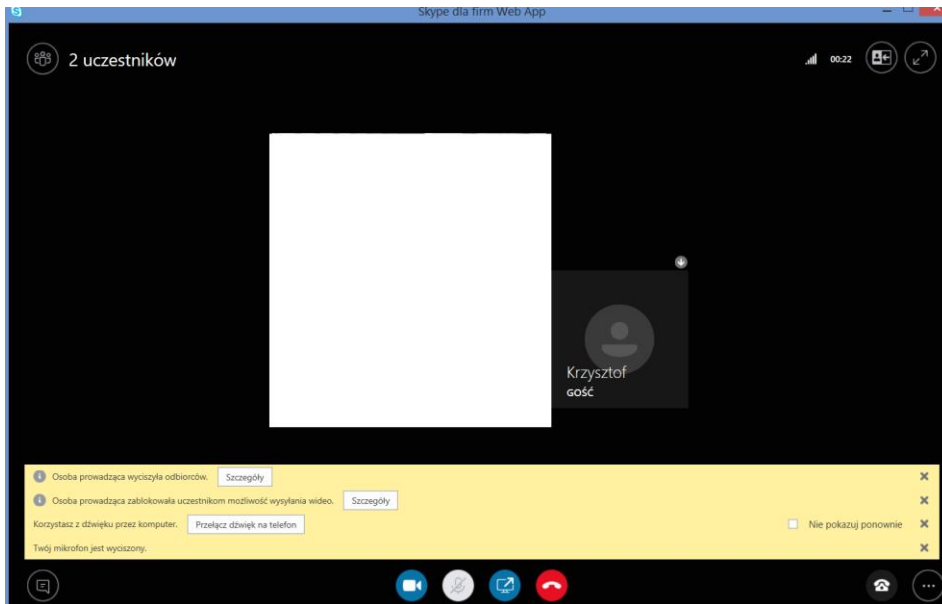 Skype dla firm Web App
2 uczestników
00:22
Krzysztof
GOŚĆ
Osoba prowadząca wyciszyła odbiorców. Szczegóły
Osoba prowadząca zablokowała uczestnikom możliwość wysyłania wideo. Szczegóły
Korzystasz z dźwięku przez komputer. Przełącz dźwięk na telefon Nie pokazuj ponownie
Twój mikrofon jest wyciszony.